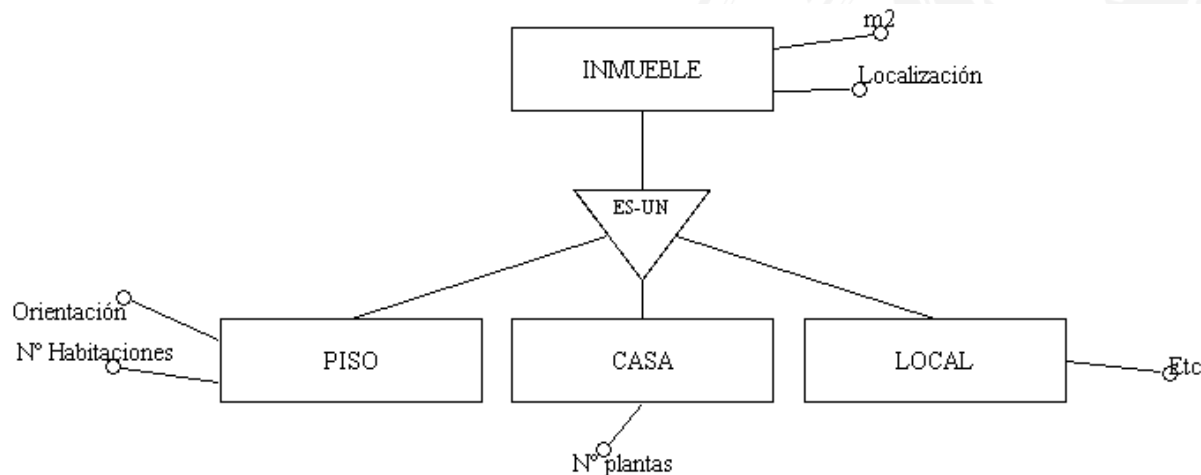 m2
INMUEBLE
Localización
ES-UN
Orientación
Nº Habitaciones
PISO
CASA
LOCAL
Etc
Nº plantas